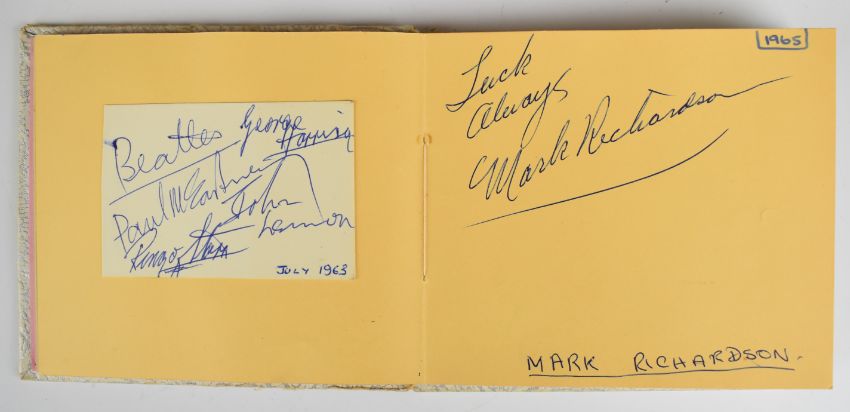 Beatles
George Harrison
Paul McCartney
John Lennon
Ringo Starr
JULY 1963
1965
Luck
Always
Mark Richardson
MARK RICHARDSON.